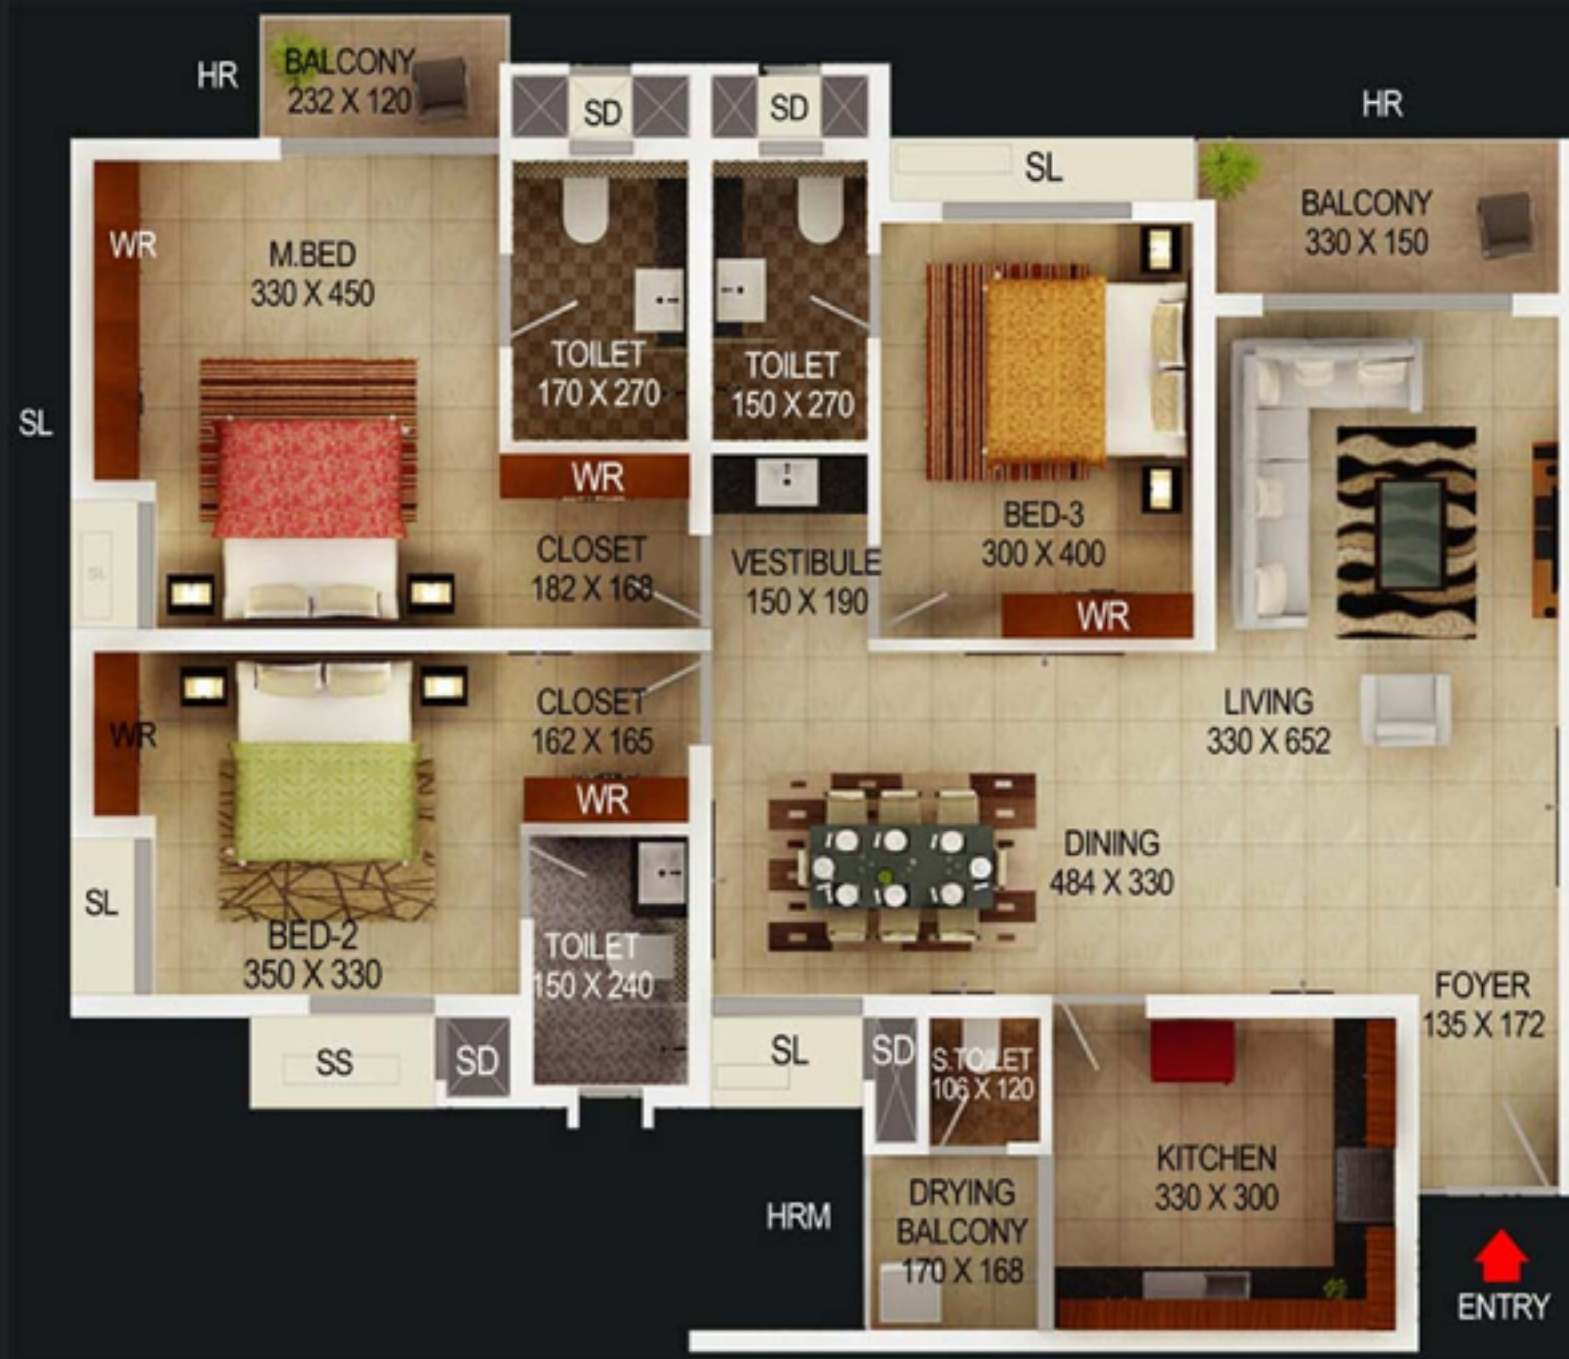 BALCONY
232 X 120
HR
SD
SD
HR
SL
BALCONY
330 X 150
WR
M.BED
330 X 450
TOILET
170 X 270
TOILET
150 X 270
SL
WR
BED-3
300 X 400
CLOSET
182 X 168
VESTIBULE
150 X 190
SL
WR
WR
CLOSET
162 X 165
LIVING
330 X 652
WR
DINING
484 X 330
SL
BED-2
350 X 330
TOILET
150 X 240
FOYER
135 X 172
SS
SD
SL
SD
S.TOILET
106 X 120
KITCHEN
330 X 300
DRYING
BALCONY
170 X 168
HRM
ENTRY